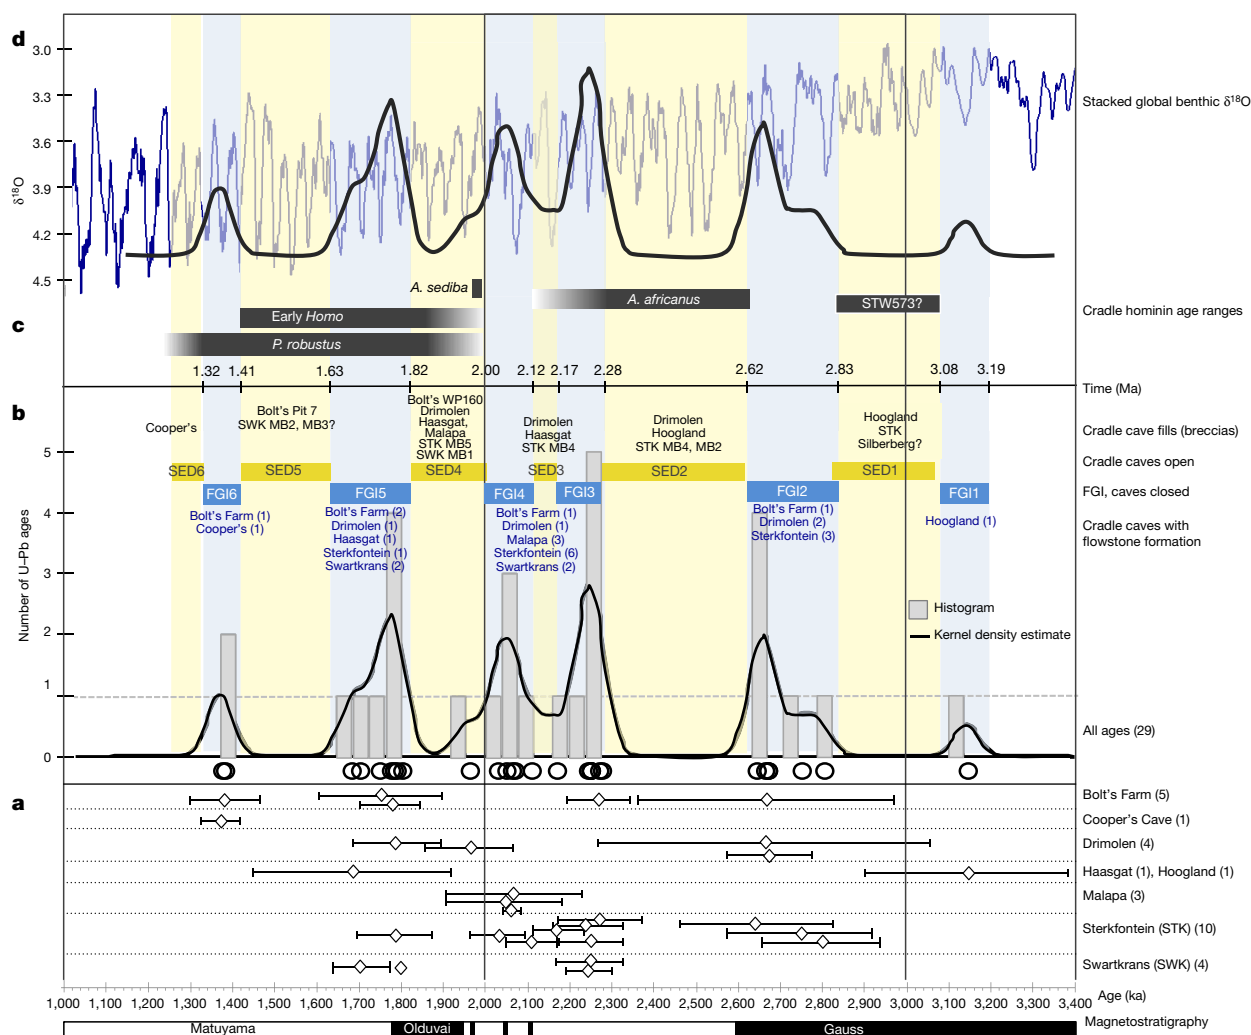 d
3.0
3.3
3.6
3.9
4.2
4.5
δ18O
Stacked global benthic δ18O
A. sediba
A. africanus
STW573?
Early Homo
P. robustus
Cradle hominin age ranges
c
1.32 1.41 1.63 1.82 2.00 2.12 2.17 2.28 2.62 2.83 3.08 3.19
Time (Ma)
b
Cooper's
Bolt's Pit 7
SWK MB2, MB3?
Bolt's WP160
Drimolen
Haasgat,
Malapa
STK MB5
SWK MB1
Drimolen
Haasgat
STK MB4
Drimolen
Hoogland
STK MB4, MB2
Hoogland
STK
Silberberg?
Cradle cave fills (breccias)
SED6 SED5 SED4 SED3 SED2 SED1
Cradle caves open
FGI6 FGI5 FGI4 FGI3 FGI2 FGI1
FGI, caves closed
Bolt's Farm (1)
Cooper's (1)
Bolt's Farm (2)
Drimolen (1)
Haasgat (1)
Sterkfontein (1)
Swartkrans (2)
Bolt's Farm (1)
Drimolen (1)
Malapa (3)
Sterkfontein (6)
Swartkrans (2)
Bolt's Farm (1)
Drimolen (2)
Sterkfontein (3)
Hoogland (1)
Cradle caves with
flowstone formation
5
4
3
2
1
0
Number of U–Pb ages
Histogram
Kernel density estimate
All ages (29)
a
Bolt's Farm (5)
Cooper's Cave (1)
Drimolen (4)
Haasgat (1), Hoogland (1)
Malapa (3)
Sterkfontein (STK) (10)
Swartkrans (SWK) (4)
1,000 1,100 1,200 1,300 1,400 1,500 1,600 1,700 1,800 1,900 2,000 2,100 2,200 2,300 2,400 2,500 2,600 2,700 2,800 2,900 3,000 3,100 3,200 3,300 3,400
Age (ka)
Matuyama Olduvai Gauss
Magnetostratigraphy